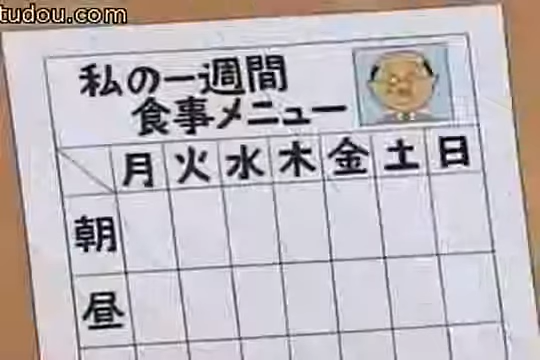 tudou.com
私の一週間
食事メニュー
月 火 水 木 金 土 日
朝
昼